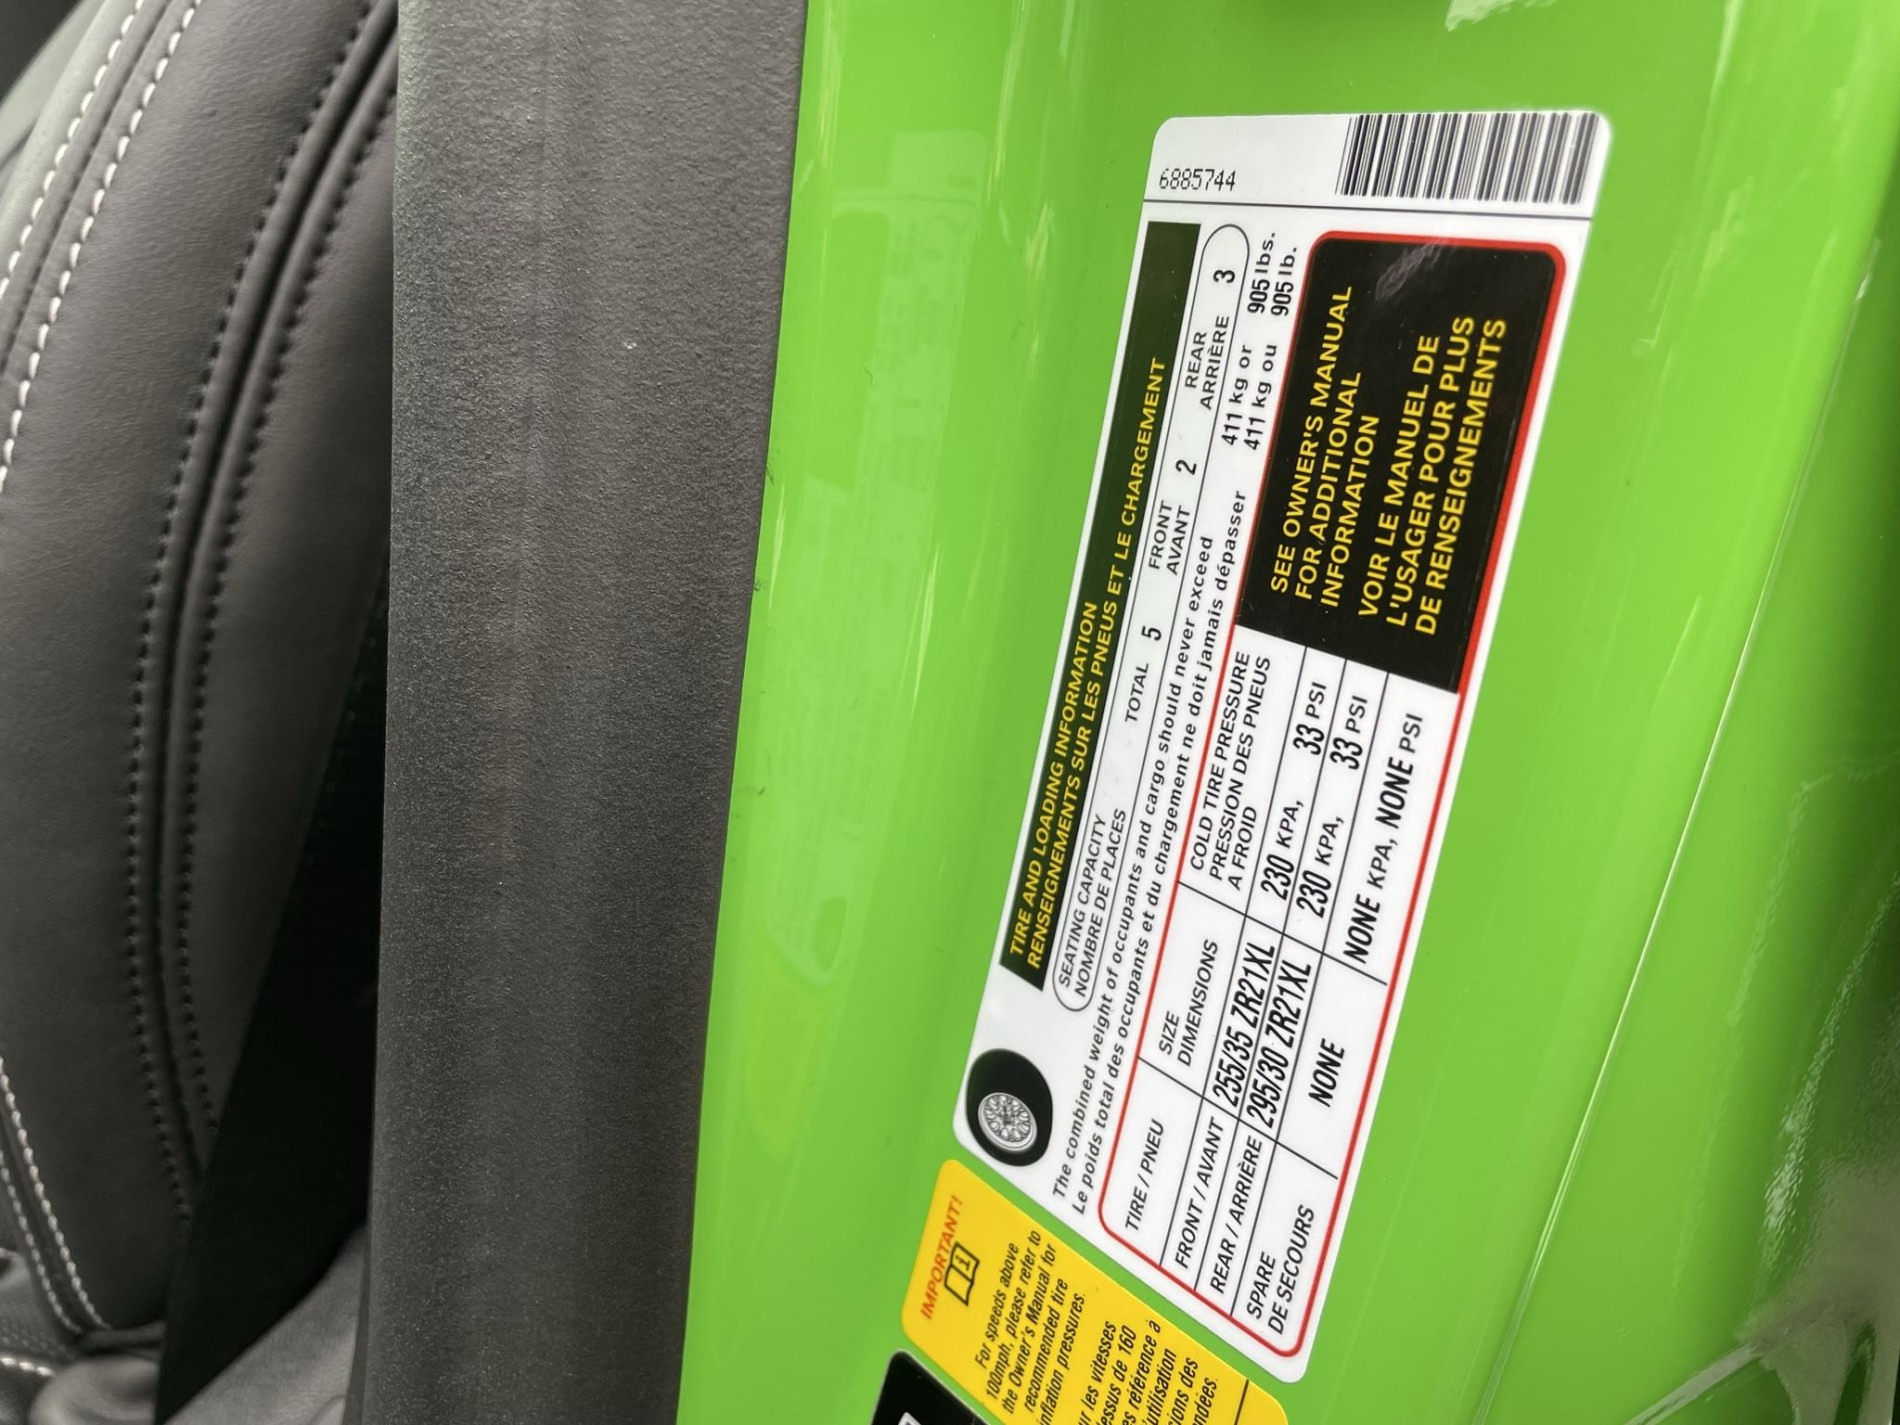 6885744
TIRE AND LOADING INFORMATION
RENSEIGNEMENTS SUR LES PNEUS ET LE CHARGEMENT
SEATING CAPACITY TOTAL 5 FRONT 2 REAR 3
NOMBRE DE PLACES AVANT ARRIÈRE
The combined weight of occupants and cargo should never exceed 411 kg or 905 lbs.
Le poids total des occupants et du chargement ne doit jamais dépasser 411 kg ou 905 lb.
TIRE / PNEU
SIZE
DIMENSIONS
COLD TIRE PRESSURE
PRESSION DES PNEUS
A FROID
FRONT / AVANT 255/35 ZR21XL 230 KPA, 33 PSI
REAR / ARRIÈRE 295/30 ZR21XL 230 KPA, 33 PSI
SPARE
DE SECOURS
NONE NONE KPA, NONE PSI
SEE OWNER'S MANUAL
FOR ADDITIONAL
INFORMATION
VOIR LE MANUEL DE
L'USAGER POUR PLUS
DE RENSEIGNEMENTS
IMPORTANT!
i
For speeds above
100mph, please refer to
the Owner's Manual for
recommended tire
inflation pressures.
les vitesses
de 160
référence à
des